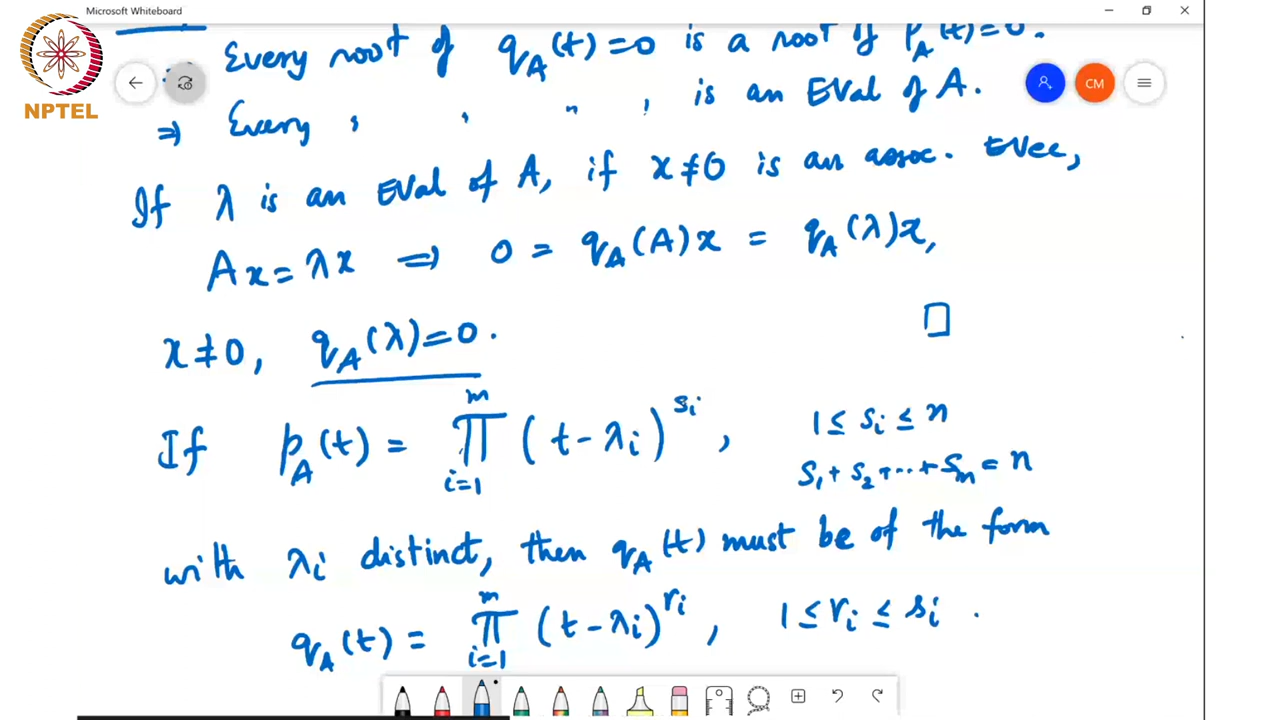 Microsoft Whiteboard
NPTEL
Every root of q_A(t)=0 is a root of p_A(t)=0.
CM
⇒ Every , , " , is an EVal of A.
If λ is an EVal of A, if x≠0 is an assoc. EVec,
Ax=λx ⇒ 0 = q_A(A)x = q_A(λ)x,
x≠0, q_A(λ)=0. □
If p_A(t) = ∏_{i=1}^{m} (t-λ_i)^{s_i}, 1≤s_i≤n
s_1+s_2+...+s_m=n
with λ_i distinct, then q_A(t) must be of the form
q_A(t) = ∏_{i=1}^{m} (t-λ_i)^{r_i}, 1≤r_i≤s_i.